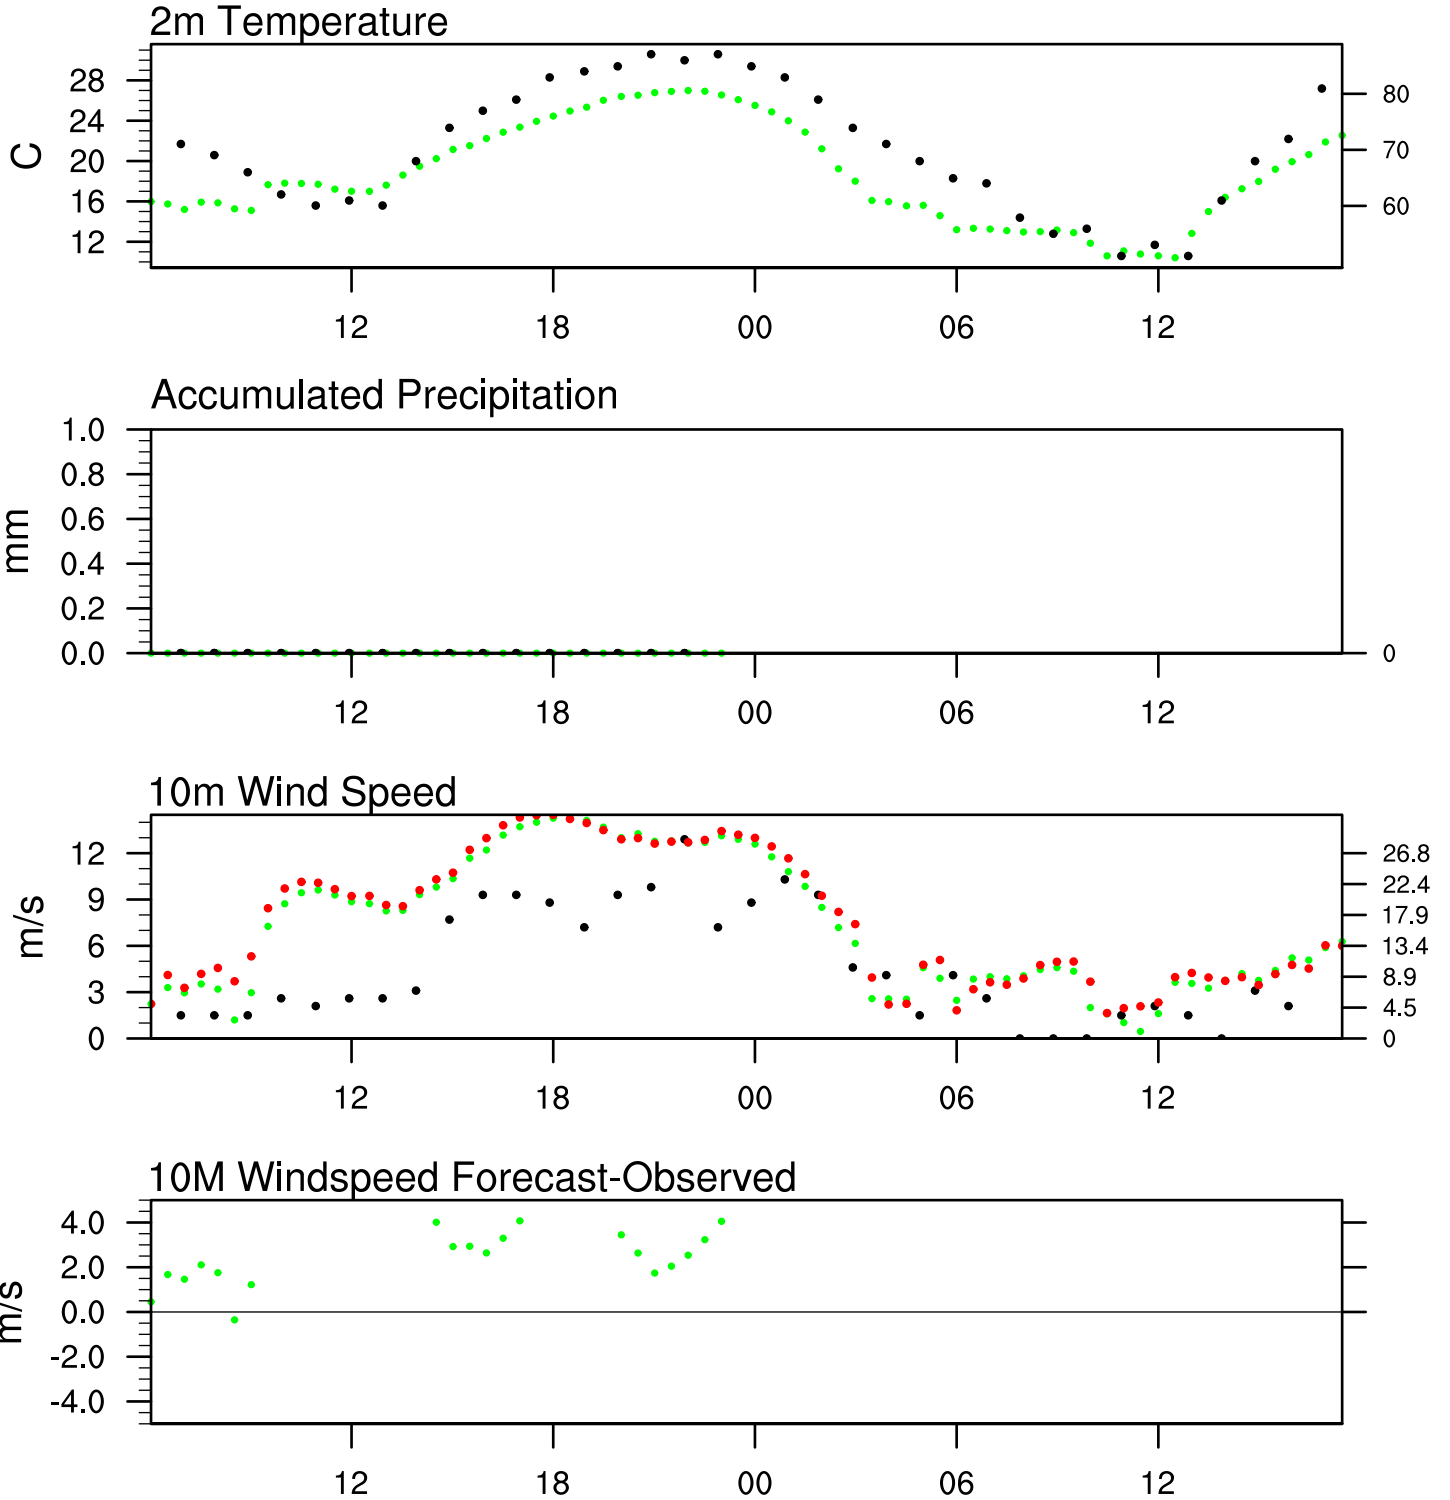 2m Temperature
28
24
20
16
12
C
80
70
60
12 18 00 06 12
Accumulated Precipitation
1.0
0.8
0.6
0.4
0.2
0.0
mm
0
12 18 00 06 12
10m Wind Speed
12
9
6
3
0
m/s
26.8
22.4
17.9
13.4
8.9
4.5
0
12 18 00 06 12
10M Windspeed Forecast-Observed
4.0
2.0
0.0
-2.0
-4.0
m/s
12 18 00 06 12